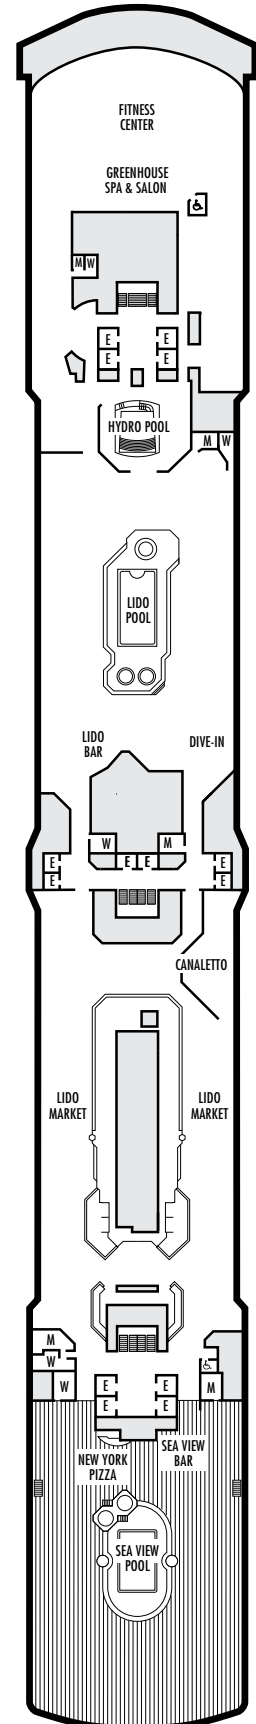 FITNESS
CENTER
GREENHOUSE
SPA & SALON
M W
E E
E E
HYDRO POOL
M W
LIDO
POOL
LIDO
BAR
DIVE-IN
W M
E E E E
E E
CANALETTO
LIDO
MARKET
LIDO
MARKET
M
W
W
M
E E
E E
NEW YORK
PIZZA
SEA VIEW
BAR
SEA VIEW
POOL